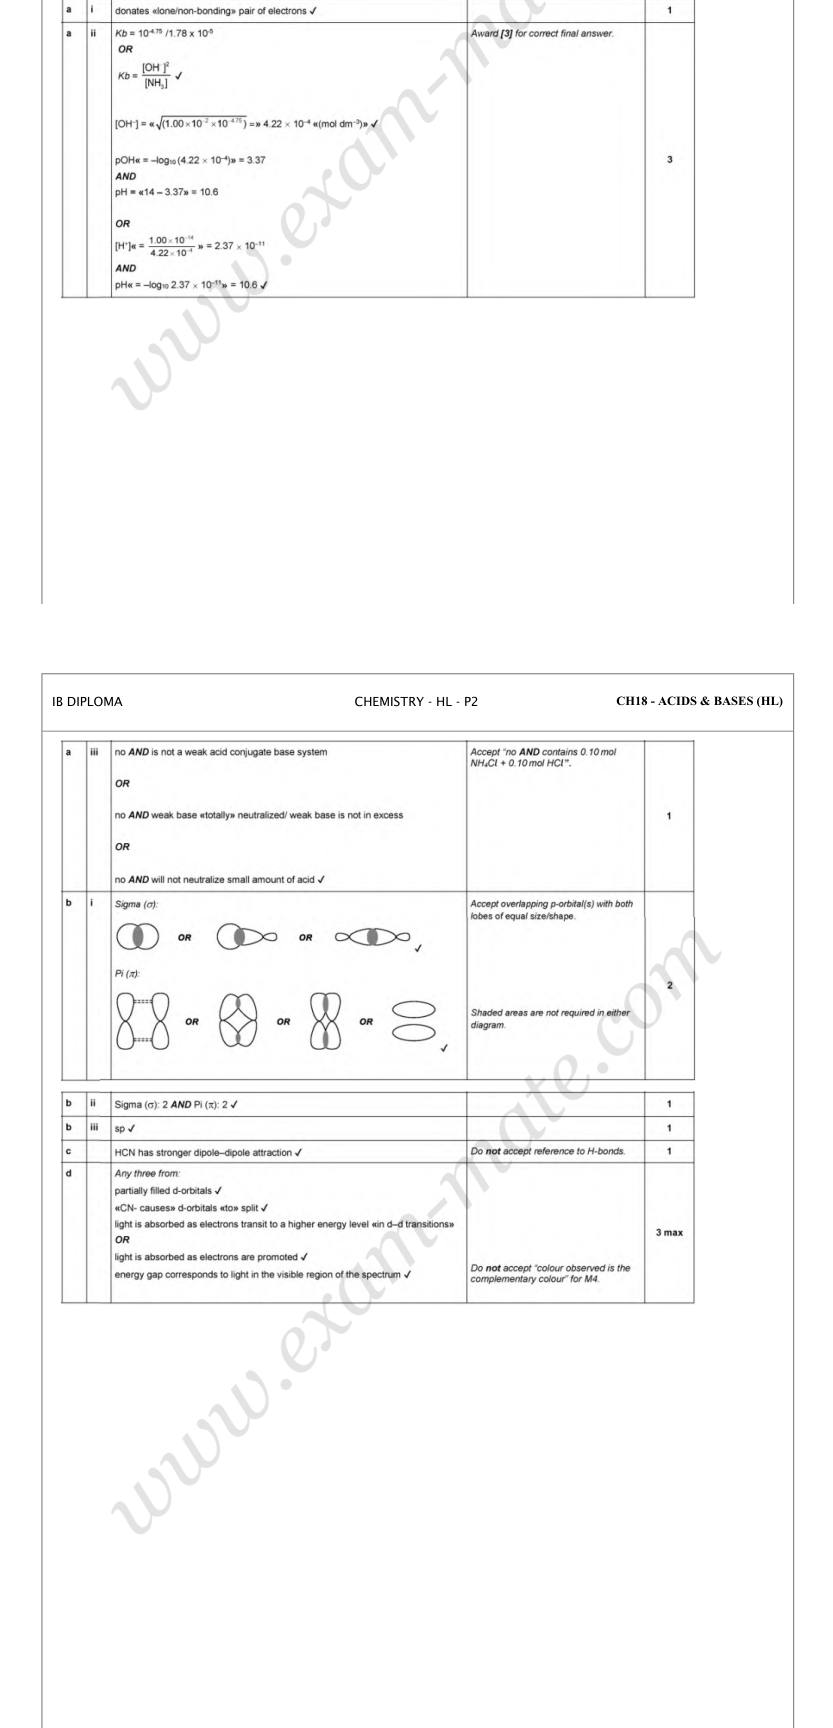 a i donates «lone/non-bonding» pair of electrons ✓ 1
a ii Kb = 10⁻⁴·⁷⁵ /1.78 x 10⁻⁵ Award [3] for correct final answer.
OR
Kb = [OH⁻]² / [NH₃] ✓
[OH⁻] = « √(1.00 × 10⁻² × 10⁻⁴·⁷⁵) =» 4.22 × 10⁻⁴ «(mol dm⁻³)» ✓
pOH« = –log₁₀ (4.22 × 10⁻⁴)» = 3.37
3
AND
pH = «14 – 3.37» = 10.6
OR
[H⁺]« = 1.00 × 10⁻¹⁴ / 4.22 × 10⁻⁴ » = 2.37 × 10⁻¹¹
AND
pH« = –log₁₀ 2.37 × 10⁻¹¹» = 10.6 ✓
www.exam-ma
IB DIPLOMA CHEMISTRY - HL - P2 CH18 - ACIDS & BASES (HL)
a iii no AND is not a weak acid conjugate base system Accept “no AND contains 0.10 mol
NH₄Cl + 0.10 mol HCl”.
OR
no AND weak base «totally» neutralized/ weak base is not in excess 1
OR
no AND will not neutralize small amount of acid ✓
b i Sigma (σ): Accept overlapping p-orbital(s) with both
lobes of equal size/shape.
OR OR ✓
Pi (π):
2
Shaded areas are not required in either
diagram.
OR OR OR ✓
b ii Sigma (σ): 2 AND Pi (π): 2 ✓ 1
b iii sp ✓ 1
c HCN has stronger dipole–dipole attraction ✓ Do not accept reference to H-bonds. 1
d Any three from:
partially filled d-orbitals ✓
«CN- causes» d-orbitals «to» split ✓
light is absorbed as electrons transit to a higher energy level «in d–d transitions»
3 max
OR
light is absorbed as electrons are promoted ✓
energy gap corresponds to light in the visible region of the spectrum ✓ Do not accept “colour observed is the
complementary colour” for M4.
www.exam-mate.com